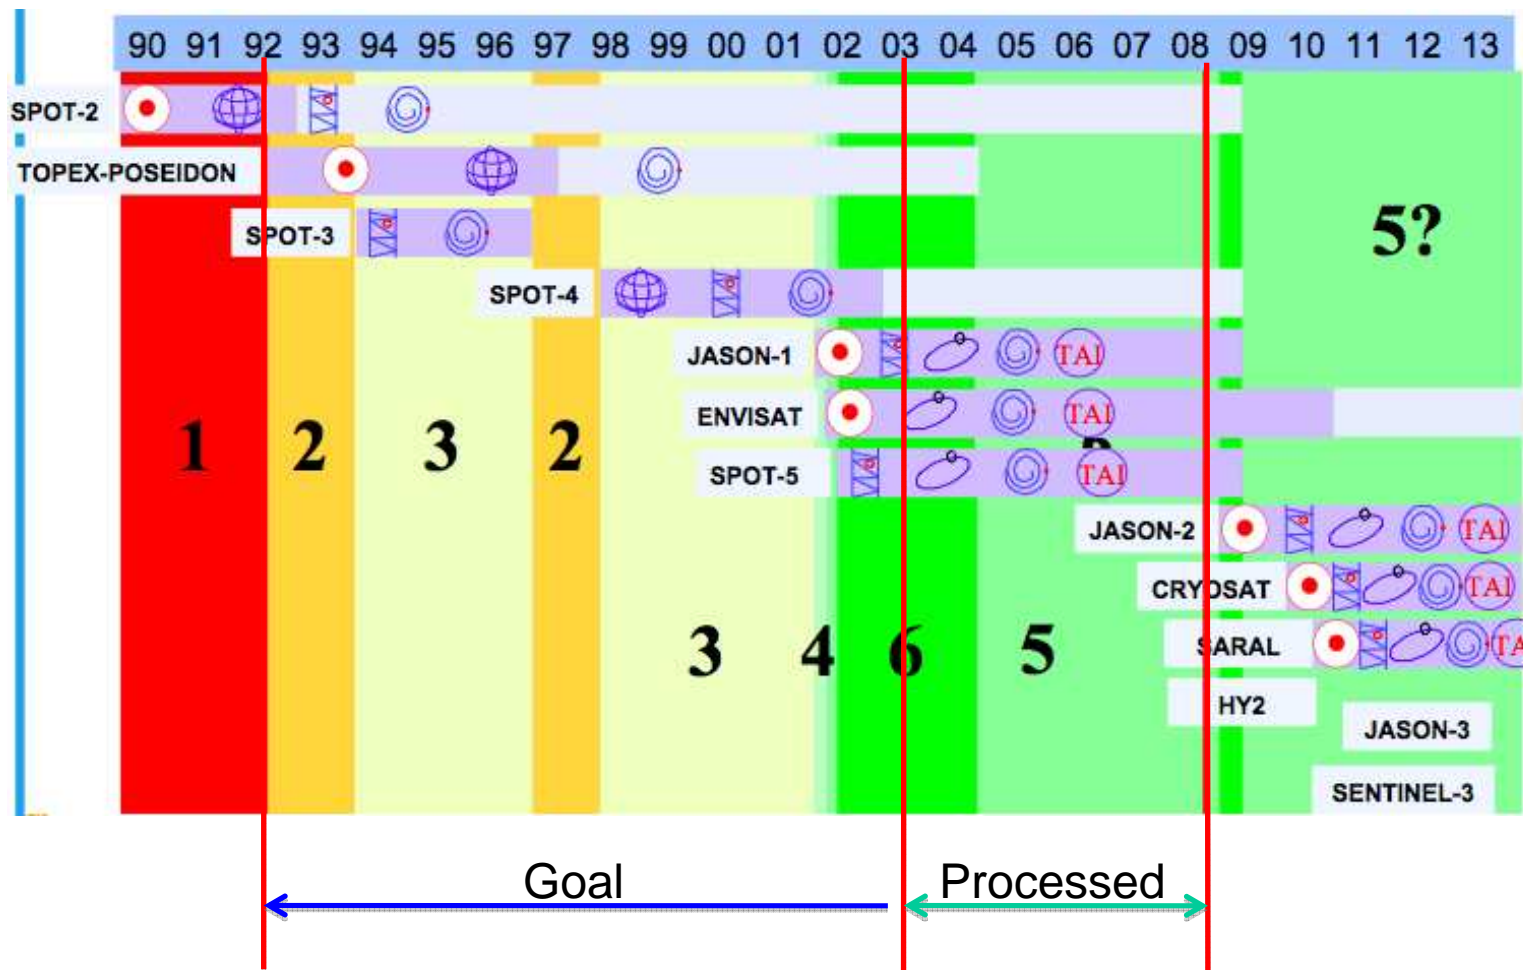 90 91 92 93 94 95 96 97 98 99 00 01 02 03 04 05 06 07 08 09 10 11 12 13
SPOT-2
TOPEX-POSEIDON
SPOT-3
5?
SPOT-4
JASON-1 TAI
ENVISAT TAI
1 2 3 2
SPOT-5 TAI
JASON-2 TAI
CRYOSAT TAI
3 4 6 5
SARAL TA
HY2
JASON-3
SENTINEL-3
Goal Processed